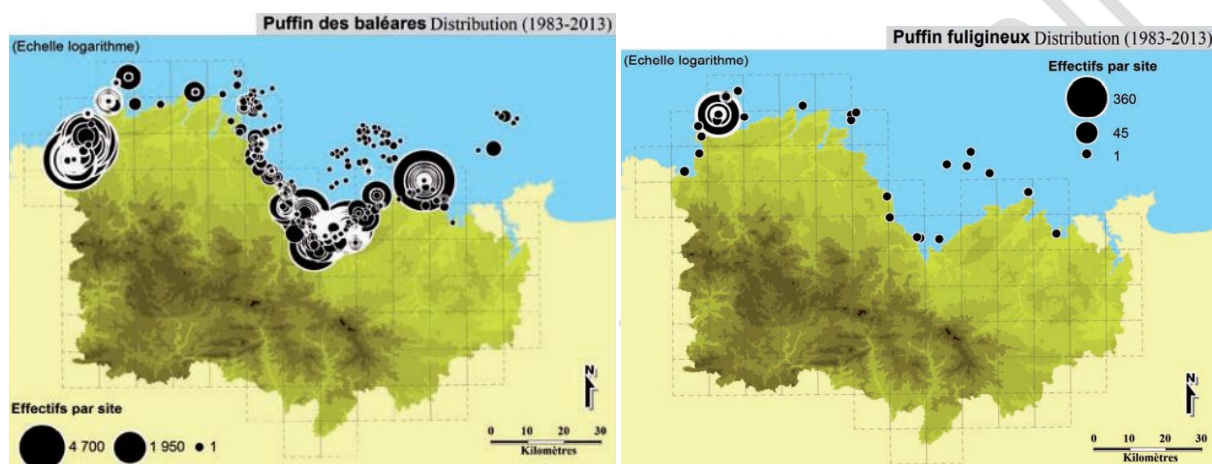 Puffin des baléares Distribution (1983-2013)
(Echelle logarithme)
N
Effectifs par site
4 700 1 950 1
0 10 20 30
Kilomètres
Puffin fuligineux Distribution (1983-2013)
(Echelle logarithme)
Effectifs par site
360
45
1
N
0 10 20 30
Kilomètres